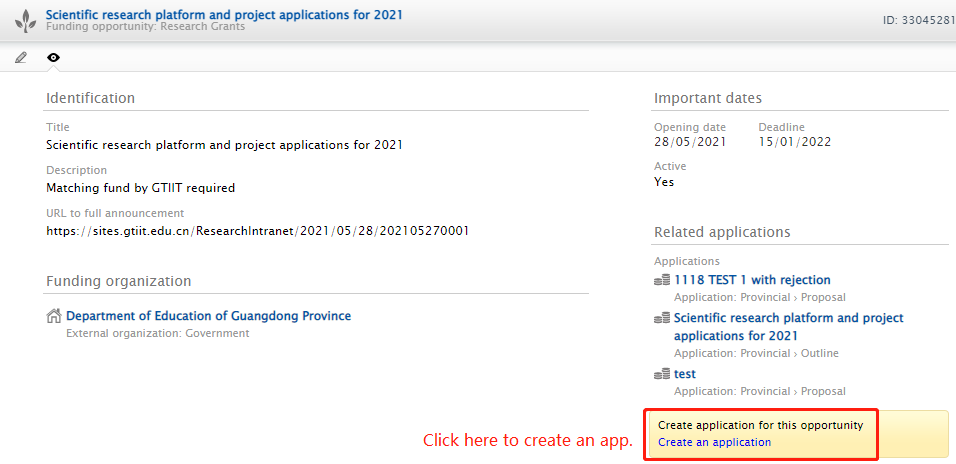 Scientific research platform and project applications for 2021
Funding opportunity: Research Grants
ID: 33045281
Identification
Title
Scientific research platform and project applications for 2021
Description
Matching fund by GTIIT required
URL to full announcement
https://sites.gtiit.edu.cn/ResearchIntranet/2021/05/28/202105270001
Funding organization
Department of Education of Guangdong Province
External organization: Government
Important dates
Opening date Deadline
28/05/2021 15/01/2022
Active
Yes
Related applications
Applications
1118 TEST 1 with rejection
Application: Provincial › Proposal
Scientific research platform and project
applications for 2021
Application: Provincial › Outline
test
Application: Provincial › Proposal
Click here to create an app.
Create application for this opportunity
Create an application